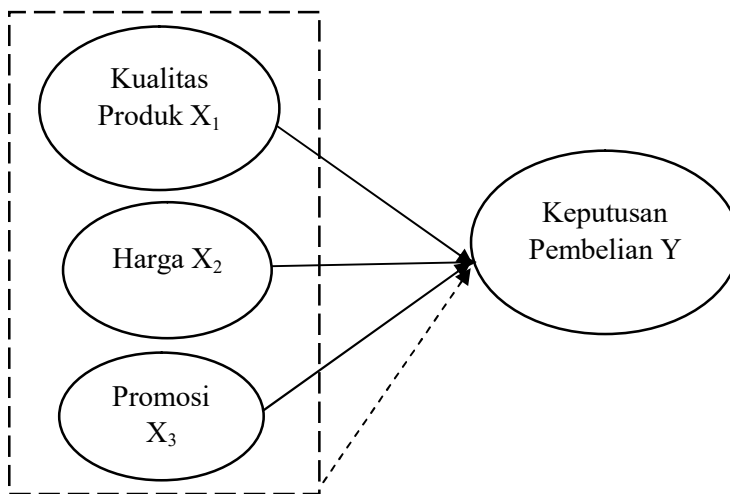 Kualitas
Produk X₁
Harga X₂
Promosi
X₃
Keputusan
Pembelian Y